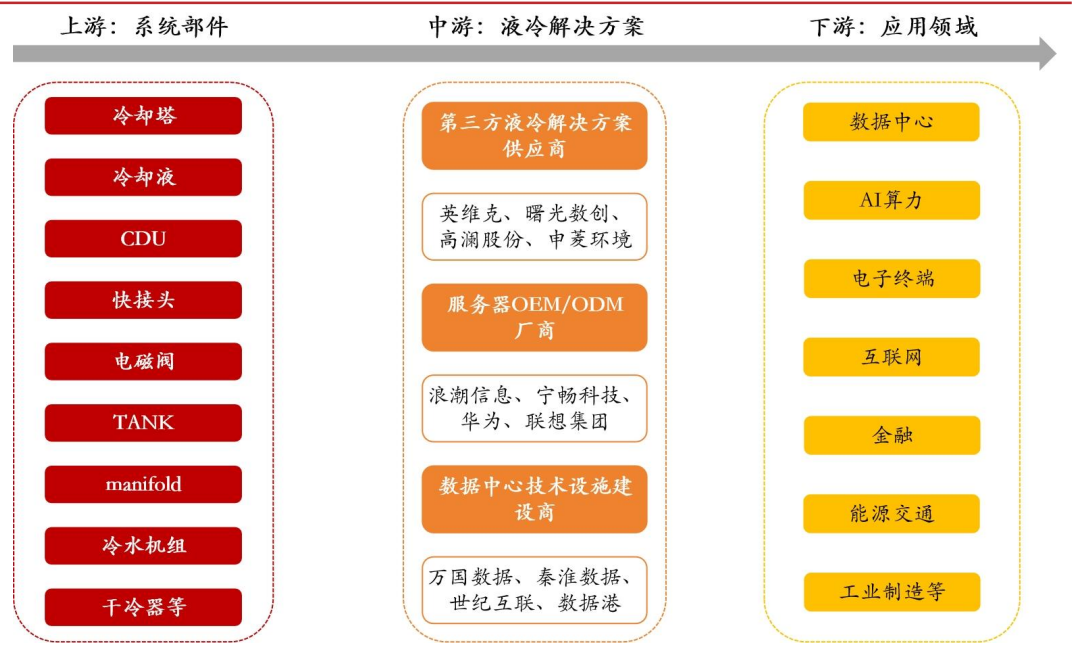 上游：系统部件
冷却塔
冷却液
CDU
快接头
电磁阀
TANK
manifold
冷水机组
干冷器等
中游：液冷解决方案
第三方液冷解决方案
供应商
英维克、曙光数创、
高澜股份、申菱环境
服务器OEM/ODM
厂商
浪潮信息、宁畅科技、
华为、联想集团
数据中心技术设施建
设商
万国数据、秦淮数据、
世纪互联、数据港
下游：应用领域
数据中心
AI算力
电子终端
互联网
金融
能源交通
工业制造等